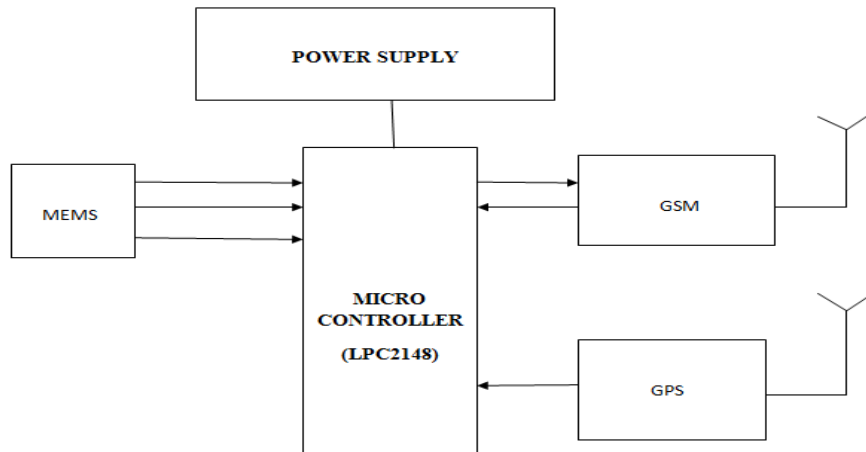 POWER SUPPLY
MEMS
GSM
MICRO
CONTROLLER
(LPC2148)
GPS